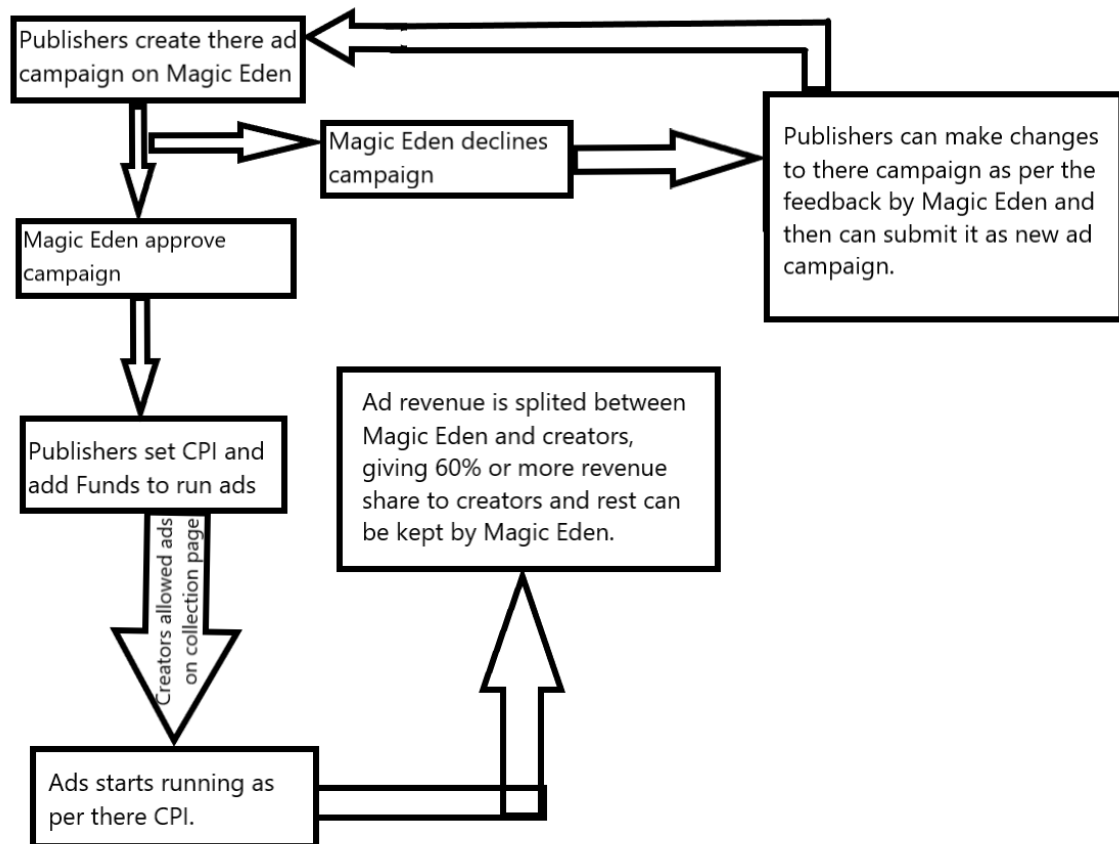 Publishers create there ad
campaign on Magic Eden
Magic Eden declines
campaign
Publishers can make changes
to there campaign as per the
feedback by Magic Eden and
then can submit it as new ad
campaign.
Magic Eden approve
campaign
Publishers set CPI and
add Funds to run ads
Creators allowed ads
on collection page
Ads starts running as
per there CPI.
Ad revenue is splited between
Magic Eden and creators,
giving 60% or more revenue
share to creators and rest can
be kept by Magic Eden.